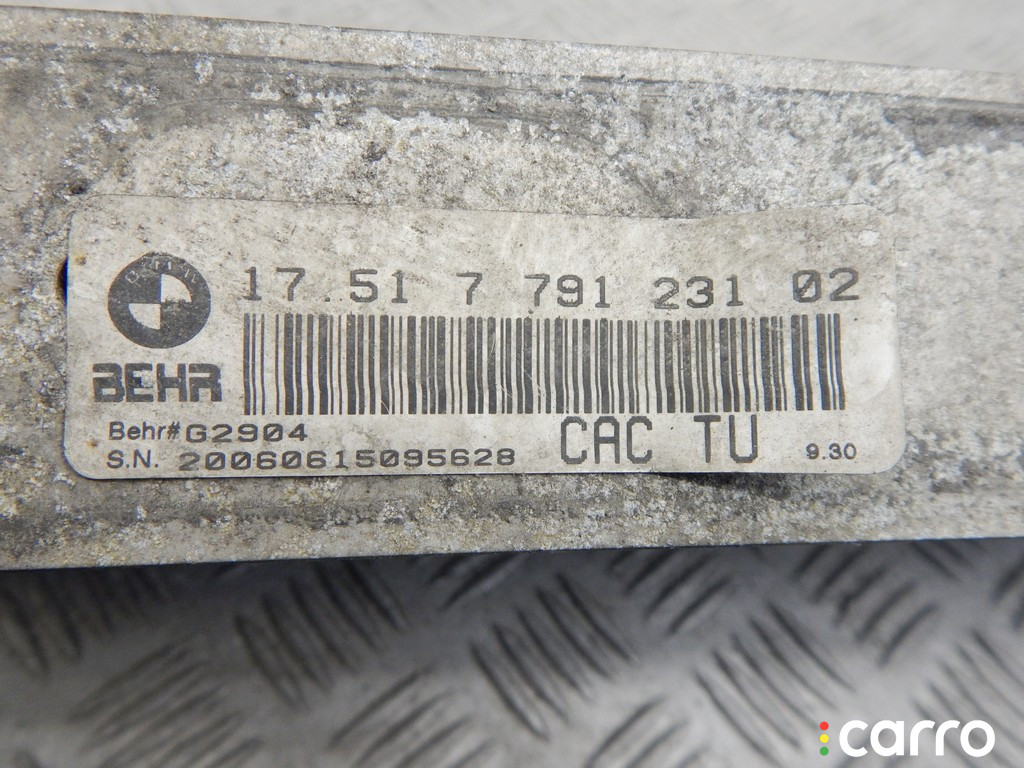 17.51 7 791 231 02
BEHR
Behr# G2904
CAC TU
S.N. 20060615095628
9.30
carro